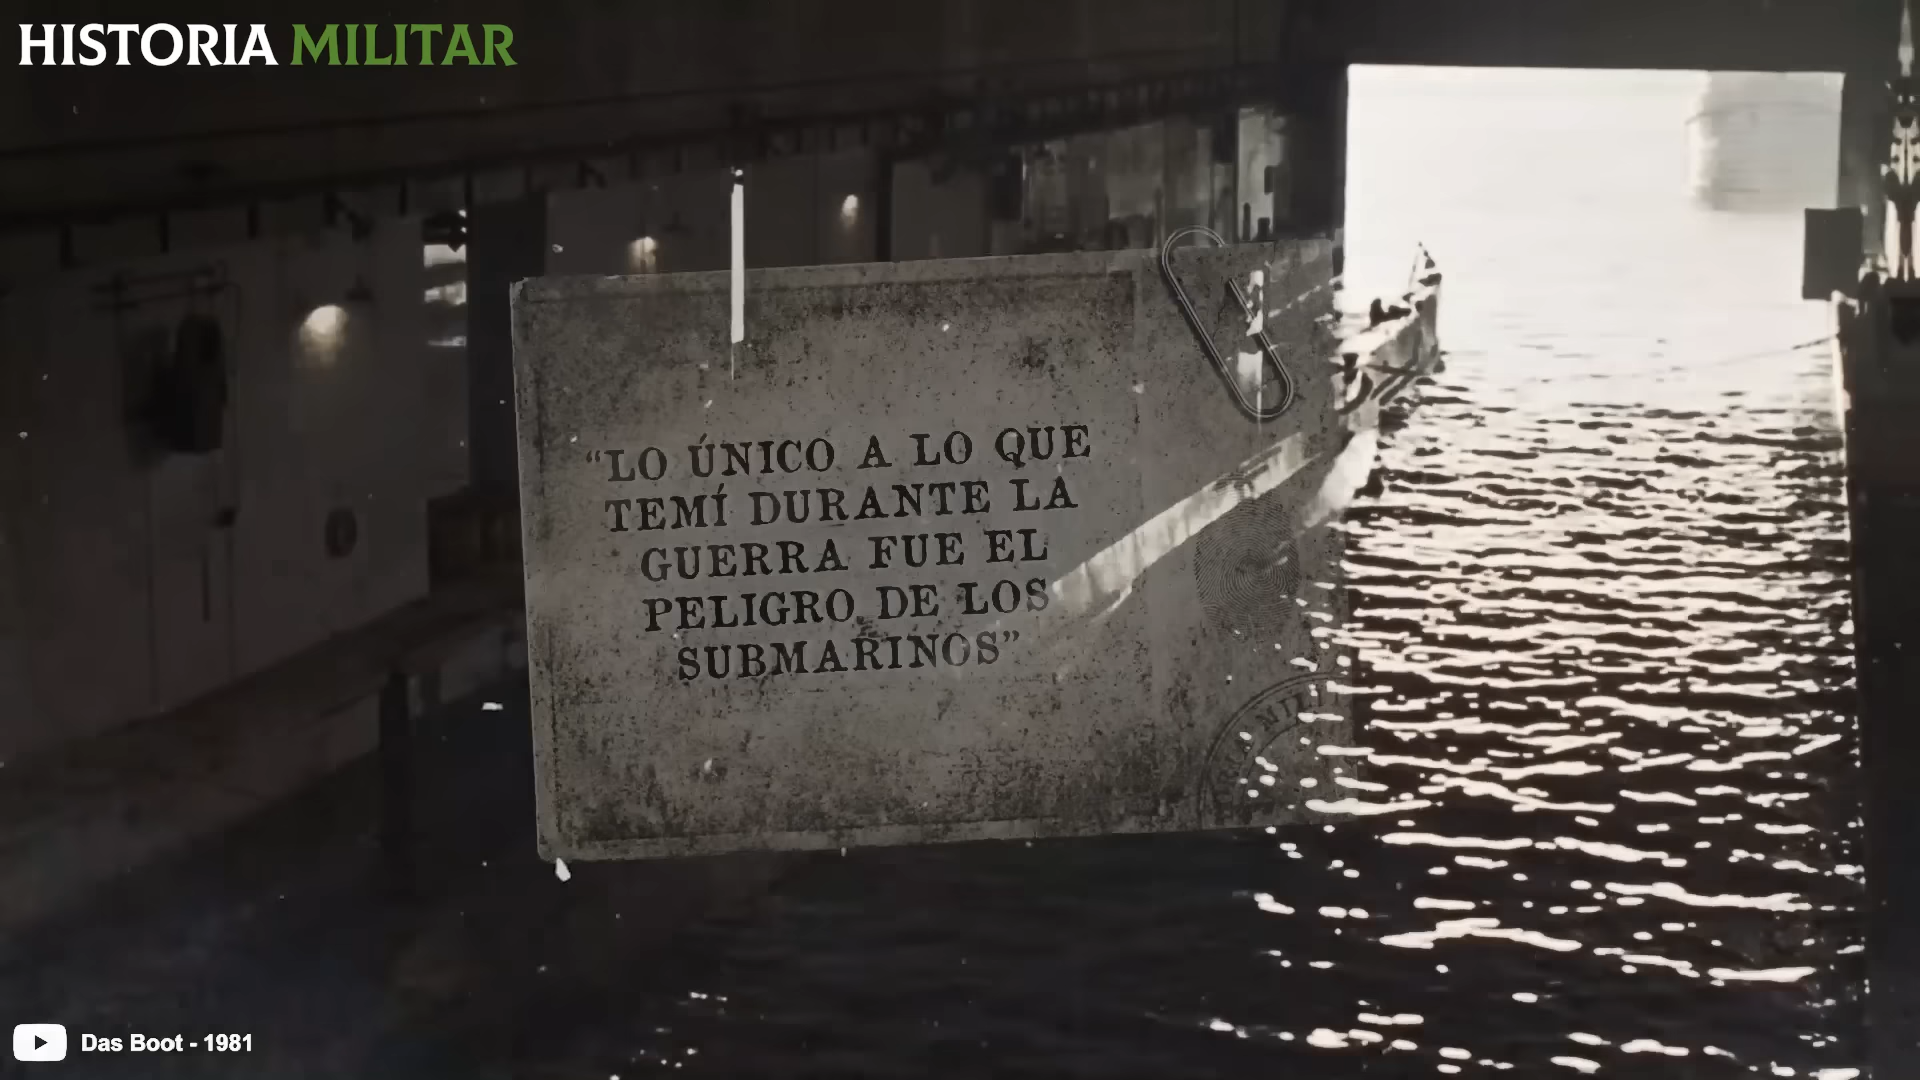 HISTORIA MILITAR
“LO ÚNICO A LO QUE
TEMÍ DURANTE LA
GUERRA FUE EL
PELIGRO DE LOS
SUBMARINOS”
Das Boot - 1981